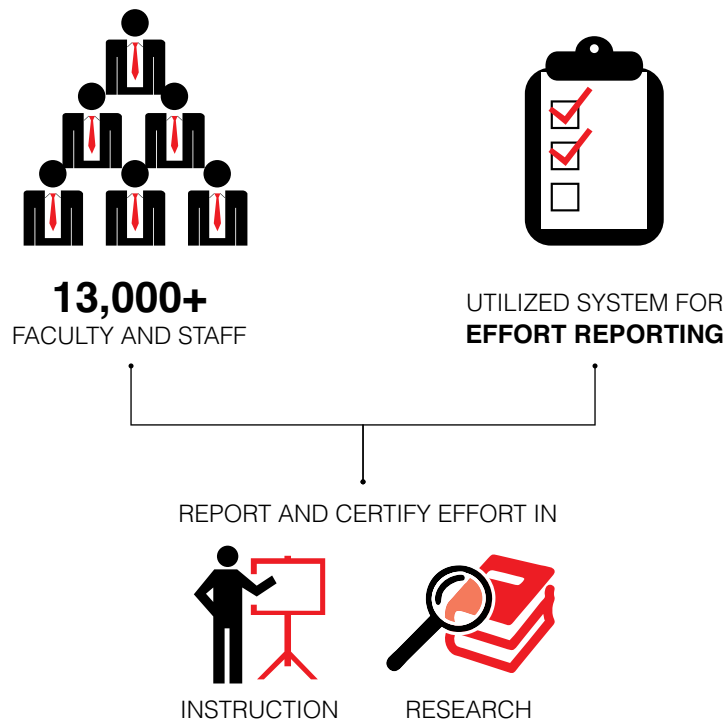 13,000+
FACULTY AND STAFF
UTILIZED SYSTEM FOR
EFFORT REPORTING
REPORT AND CERTIFY EFFORT IN
INSTRUCTION
RESEARCH